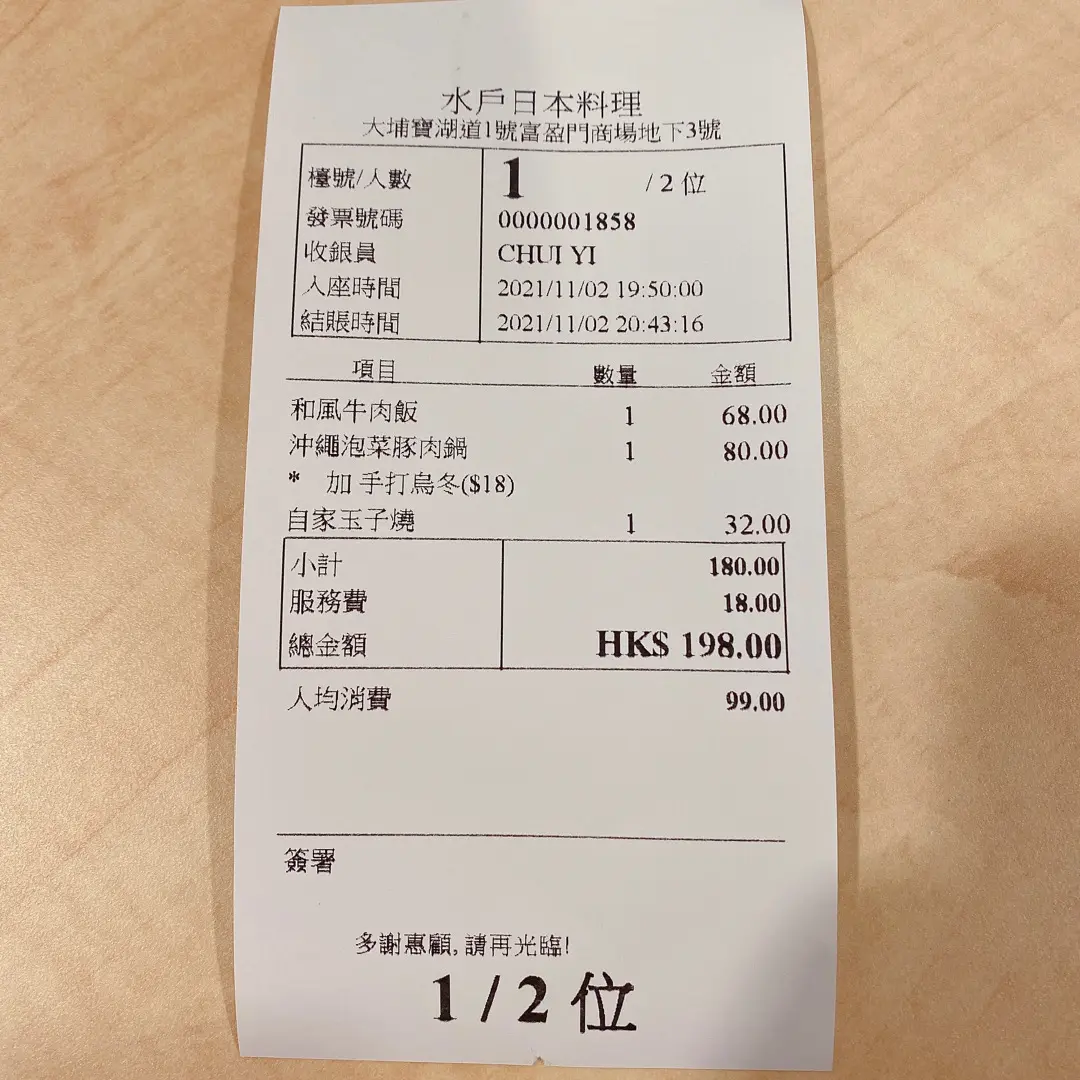 水戶日本料理
大埔寶湖道1號富盈門商場地下3號
檯號/人數 1 / 2 位
發票號碼 0000001858
收銀員 CHUI YI
入座時間 2021/11/02 19:50:00
結賬時間 2021/11/02 20:43:16
項目 數量 金額
和風牛肉飯 1 68.00
沖繩泡菜豚肉鍋 1 80.00
* 加 手打烏冬($18)
自家玉子燒 1 32.00
小計 180.00
服務費 18.00
總金額 HK$ 198.00
人均消費 99.00
簽署
多謝惠顧, 請再光臨!
1 / 2 位